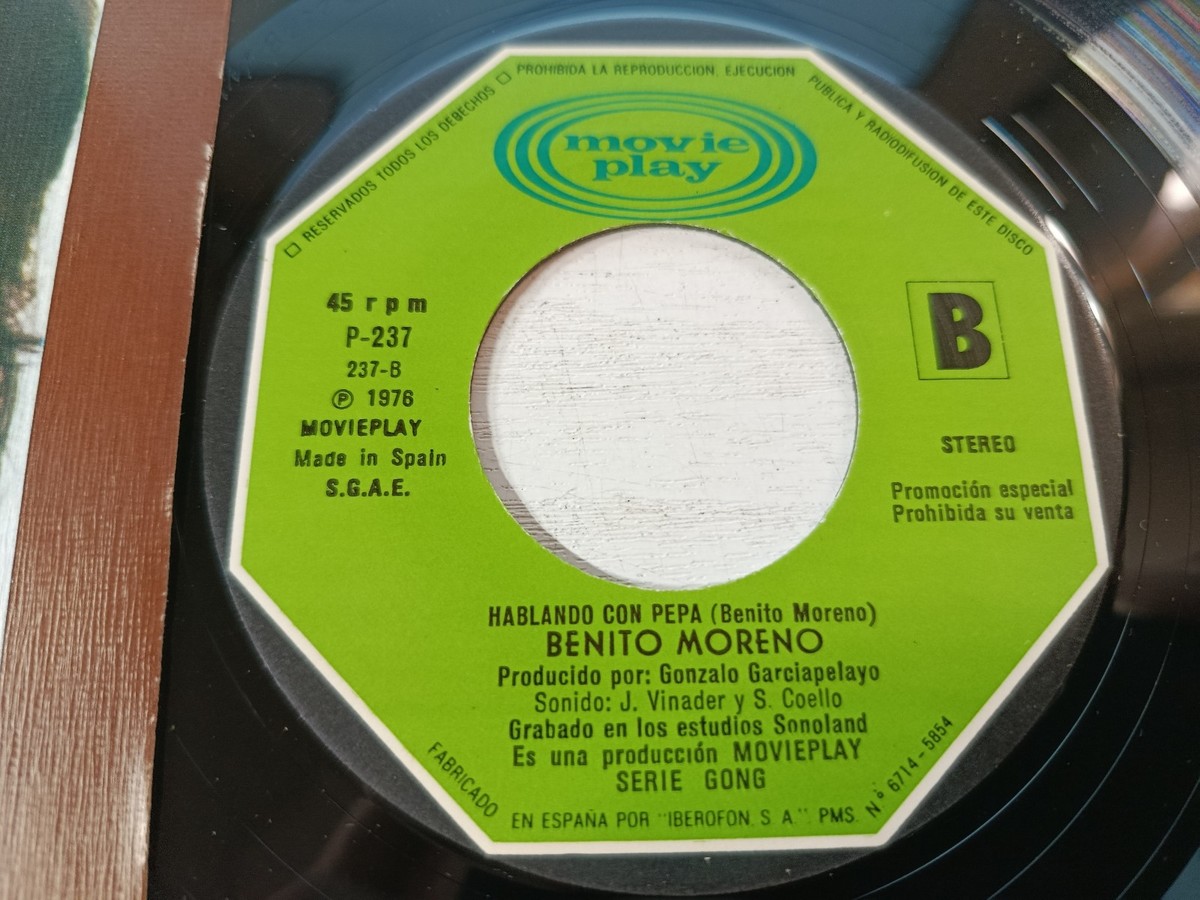 □ RESERVADOS TODOS LOS DERECHOS □ PROHIBIDA LA REPRODUCCION, EJECUCION PUBLICA Y RADIODIFUSION DE ESTE DISCO
movie
play
45 rpm
P-237
237-B
℗ 1976
MOVIEPLAY
Made in Spain
S.G.A.E.
B
STEREO
Promoción especial
Prohibida su venta
HABLANDO CON PEPA (Benito Moreno)
BENITO MORENO
Producido por: Gonzalo Garciapelayo
Sonido: J. Vinader y S. Coello
Grabado en los estudios Sonoland
Es una producción MOVIEPLAY
SERIE GONG
FABRICADO EN ESPAÑA POR "IBEROFON. S A." PMS. Nº 6714-5854